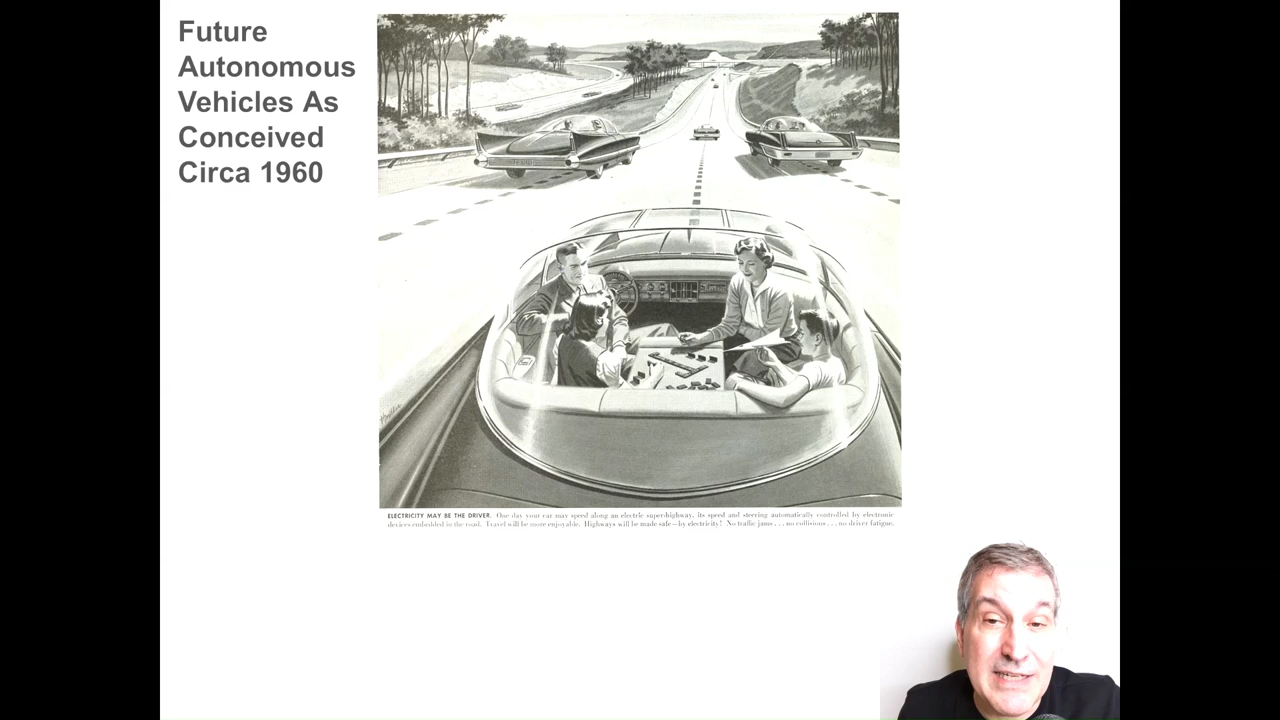 Future
Autonomous
Vehicles As
Conceived
Circa 1960
ELECTRICITY MAY BE THE DRIVER. One day your car may speed along an electric super-highway, its speed and steering automatically controlled by electronic
devices embedded in the road. Travel will be more enjoyable. Highways will be made safe—by electricity! No traffic jams . . . no collisions . . . no driver fatigue.